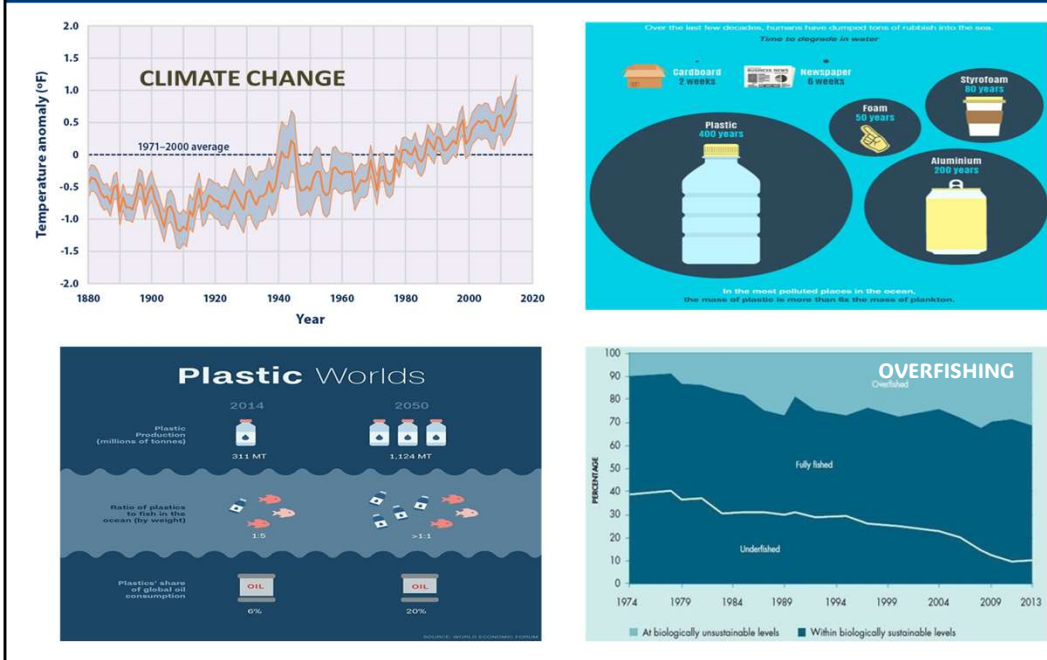 CLIMATE CHANGE
Temperature anomaly (°F)
2.0
1.5
1.0
0.5
0
-0.5
-1.0
-1.5
-2.0
1971–2000 average
1880
1900
1920
1940
1960
1980
2000
2020
Year
Over the last few decades, humans have dumped tons of rubbish into the sea.
Time to degrade in water
Cardboard
2 weeks
BUSINESS NEWS
Newspaper
6 weeks
Styrofoam
80 years
Foam
50 years
Plastic
400 years
Aluminium
200 years
In the most polluted places in the ocean,
the mass of plastic is more than 6x the mass of plankton.
Plastic Worlds
2014
2050
Plastic
Production
(millions of tonnes)
311 MT
1,124 MT
Ratio of plastics
to fish in the
ocean (by weight)
1:5
>1:1
Plastics' share
of global oil
consumption
OIL
OIL
6%
20%
SOURCE: WORLD ECONOMIC FORUM
OVERFISHING
Overfished
Fully fished
Underfished
PERCENTAGE
100
90
80
70
60
50
40
30
20
10
0
1974
1979
1984
1989
1994
1999
2004
2009
2013
At biologically unsustainable levels
Within biologically sustainable levels